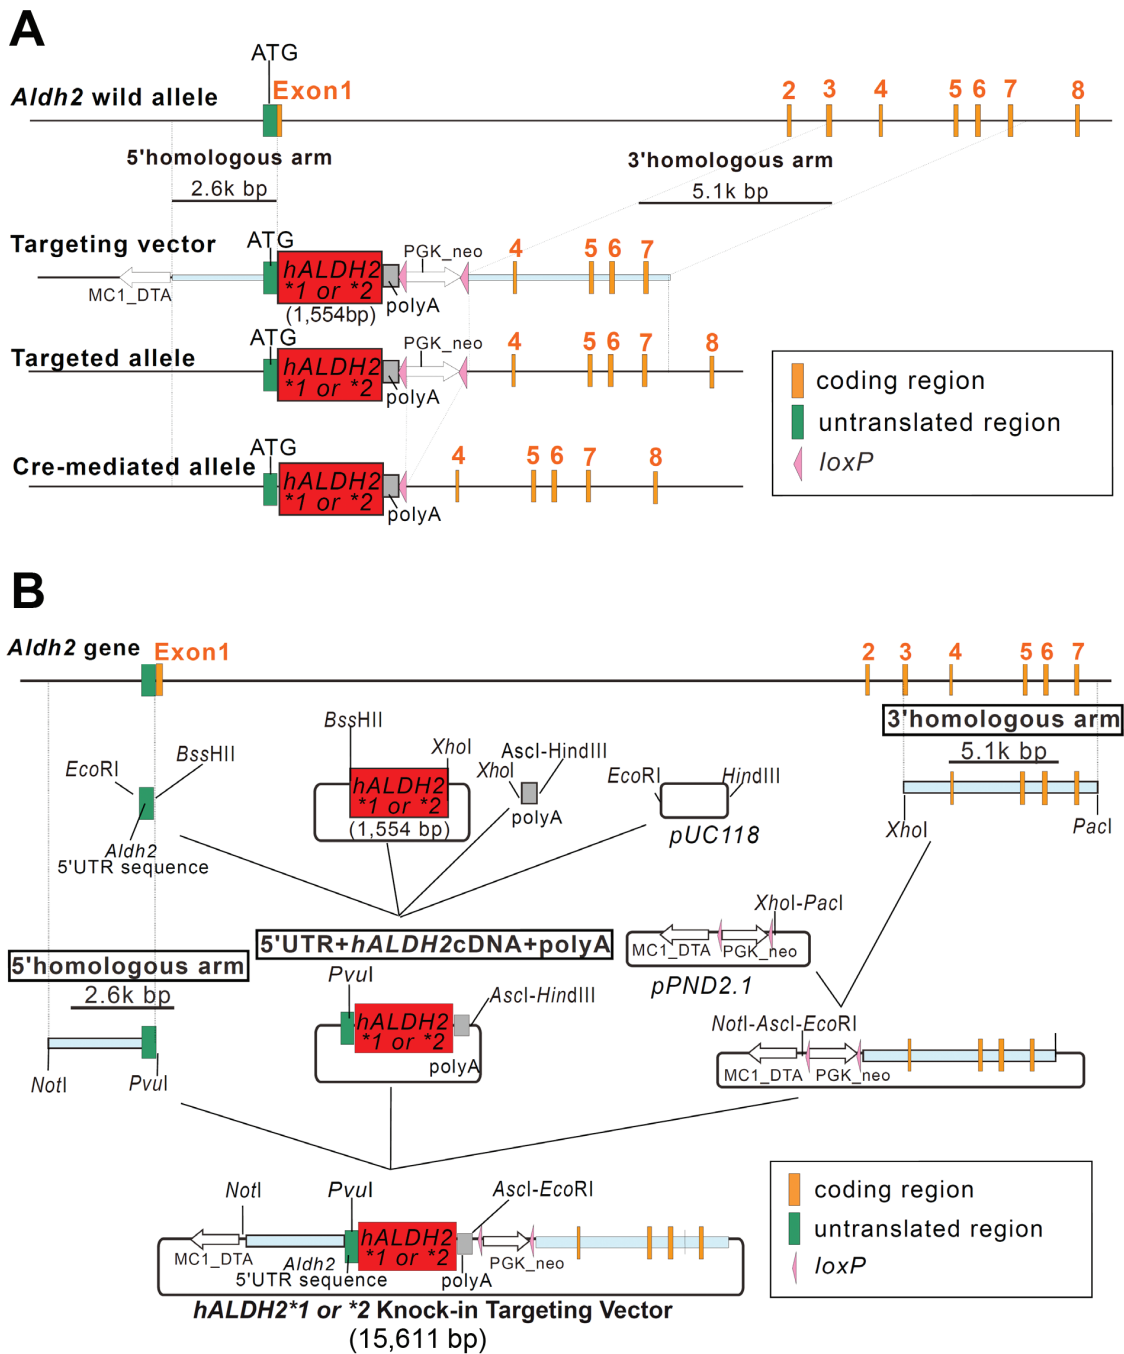 A
ATG
Aldh2 wild allele
Exon1
2 3 4 5 6 7 8
5'homologous arm
2.6k bp
3'homologous arm
5.1k bp
Targeting vector
ATG
hALDH2
*1 or *2
(1,554bp)
PGK_neo
polyA
MC1_DTA
4 5 6 7
Targeted allele
ATG
hALDH2
*1 or *2
PGK_neo
polyA
4 5 6 7 8
Cre-mediated allele
ATG
hALDH2
*1 or *2
polyA
4 5 6 7 8
coding region
untranslated region
loxP
B
Aldh2 gene
Exon1
2 3 4 5 6 7
3'homologous arm
5.1k bp
XhoI
PacI
EcoRI
BssHII
Aldh2
5'UTR sequence
BssHII
XhoI
hALDH2
*1 or *2
(1,554 bp)
XhoI
AscI-HindIII
polyA
EcoRI
HindIII
pUC118
5'homologous arm
2.6k bp
NotI
PvuI
5'UTR+hALDH2cDNA+polyA
PvuI
AscI-HindIII
hALDH2
*1 or *2
polyA
XhoI-PacI
MC1_DTA
PGK_neo
pPND2.1
NotI-AscI-EcoRI
MC1_DTA
PGK_neo
NotI
PvuI
AscI-EcoRI
MC1_DTA
Aldh2
5'UTR sequence
hALDH2
*1 or *2
polyA
PGK_neo
hALDH2*1 or *2 Knock-in Targeting Vector
(15,611 bp)
coding region
untranslated region
loxP